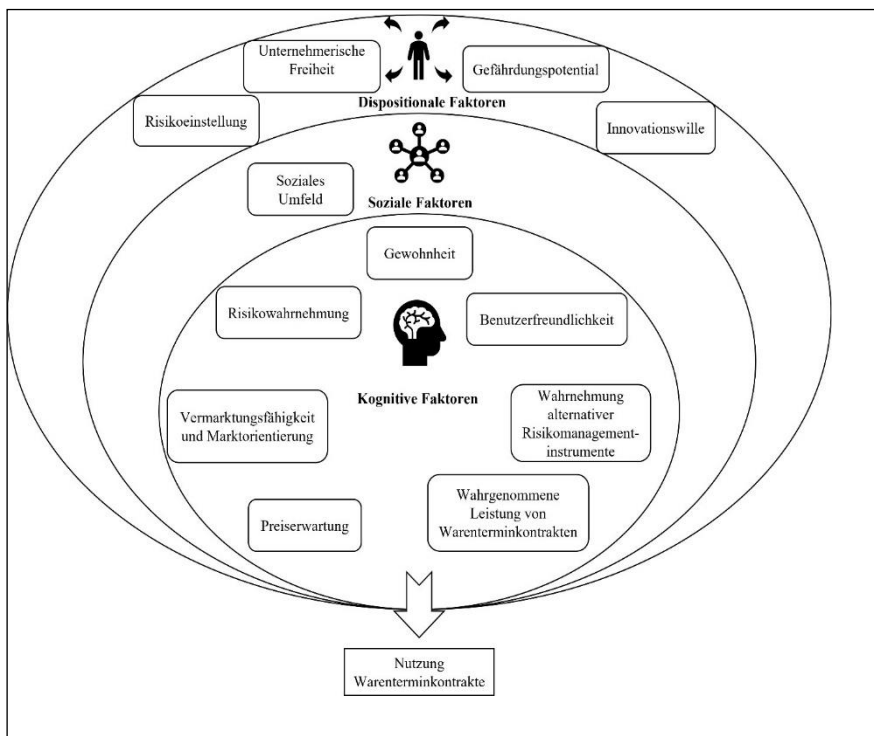 Unternehmerische
Freiheit
Gefährdungspotential
Dispositionale Faktoren
Risikoeinstellung
Innovationswille
Soziales
Umfeld
Soziale Faktoren
Gewohnheit
Risikowahrnehmung
Benutzerfreundlichkeit
Kognitive Faktoren
Vermarktungsfähigkeit
und Marktorientierung
Wahrnehmung
alternativer
Risikomanagement-
instrumente
Preiserwartung
Wahrgenommene
Leistung von
Warenterminkontrakten
Nutzung
Warenterminkontrakte